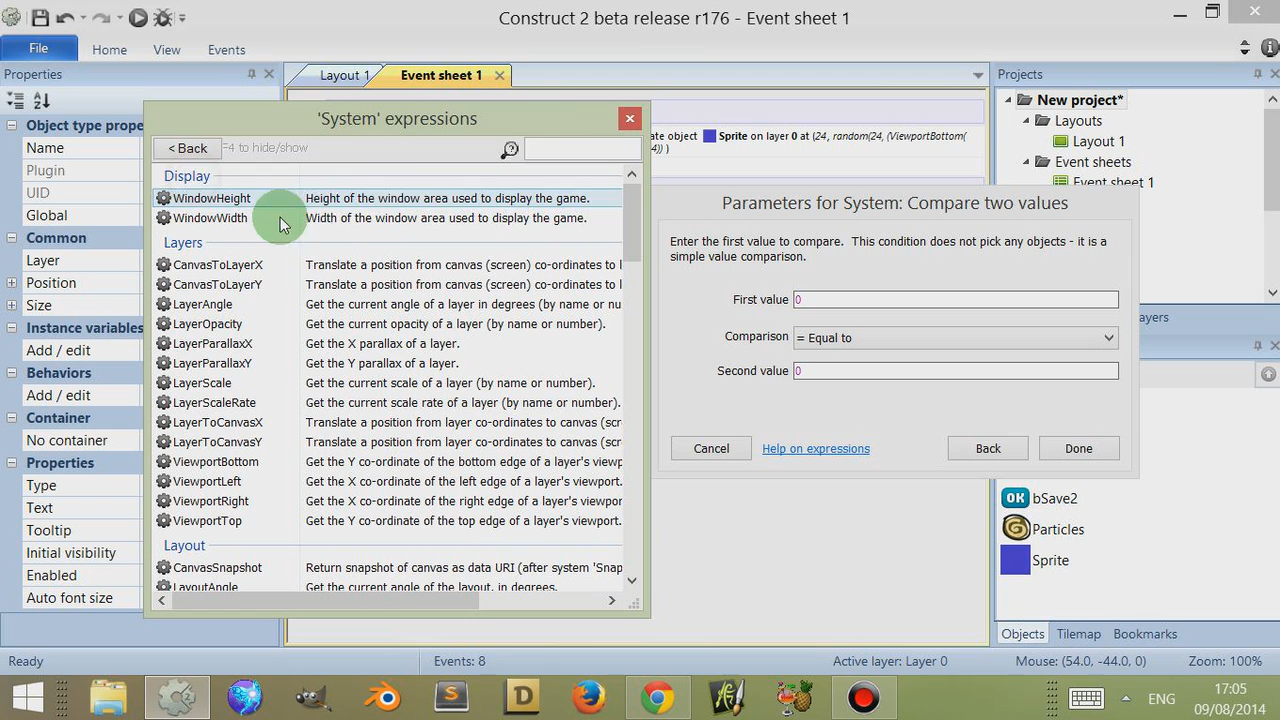 Construct 2 beta release r176 - Event sheet 1
File
Home
View
Events
Properties
Layout 1
Event sheet 1
Projects
'System' expressions
< Back
F4 to hide/show
Object type prope
Name
Plugin
UID
Global
Common
Layer
Position
Size
Instance variables
Add / edit
Behaviors
Add / edit
Container
No container
Properties
Type
Text
Tooltip
Initial visibility
Enabled
Auto font size
Display
WindowHeight Height of the window area used to display the game.
WindowWidth Width of the window area used to display the game.
Layers
CanvasToLayerX Translate a position from canvas (screen) co-ordinates to l
CanvasToLayerY Translate a position from canvas (screen) co-ordinates to l
LayerAngle Get the current angle of a layer in degrees (by name or num
LayerOpacity Get the current opacity of a layer (by name or number).
LayerParallaxX Get the X parallax of a layer.
LayerParallaxY Get the Y parallax of a layer.
LayerScale Get the current scale of a layer (by name or number).
LayerScaleRate Get the current scale rate of a layer (by name or number).
LayerToCanvasX Translate a position from layer co-ordinates to canvas (scr
LayerToCanvasY Translate a position from layer co-ordinates to canvas (scr
ViewportBottom Get the Y co-ordinate of the bottom edge of a layer's viewp
ViewportLeft Get the X co-ordinate of the left edge of a layer's viewport.
ViewportRight Get the X co-ordinate of the right edge of a layer's viewpor
ViewportTop Get the Y co-ordinate of the top edge of a layer's viewport.
Layout
CanvasSnapshot Return snapshot of canvas as data URI (after system 'Snap
LayoutAngle Get the current angle of the layout, in degrees.
ate object Sprite on layer 0 at (24, random(24, (ViewportBottom(
4)) )
Parameters for System: Compare two values
Enter the first value to compare. This condition does not pick any objects - it is a
simple value comparison.
First value 0
Comparison = Equal to
Second value 0
Cancel
Help on expressions
Back
Done
New project*
Layouts
Layout 1
Event sheets
Event sheet 1
ayers
bSave2
Particles
Sprite
Objects
Tilemap
Bookmarks
Ready
Events: 8
Active layer: Layer 0
Mouse: (54.0, -44.0, 0)
Zoom: 100%
ENG
17:05
09/08/2014